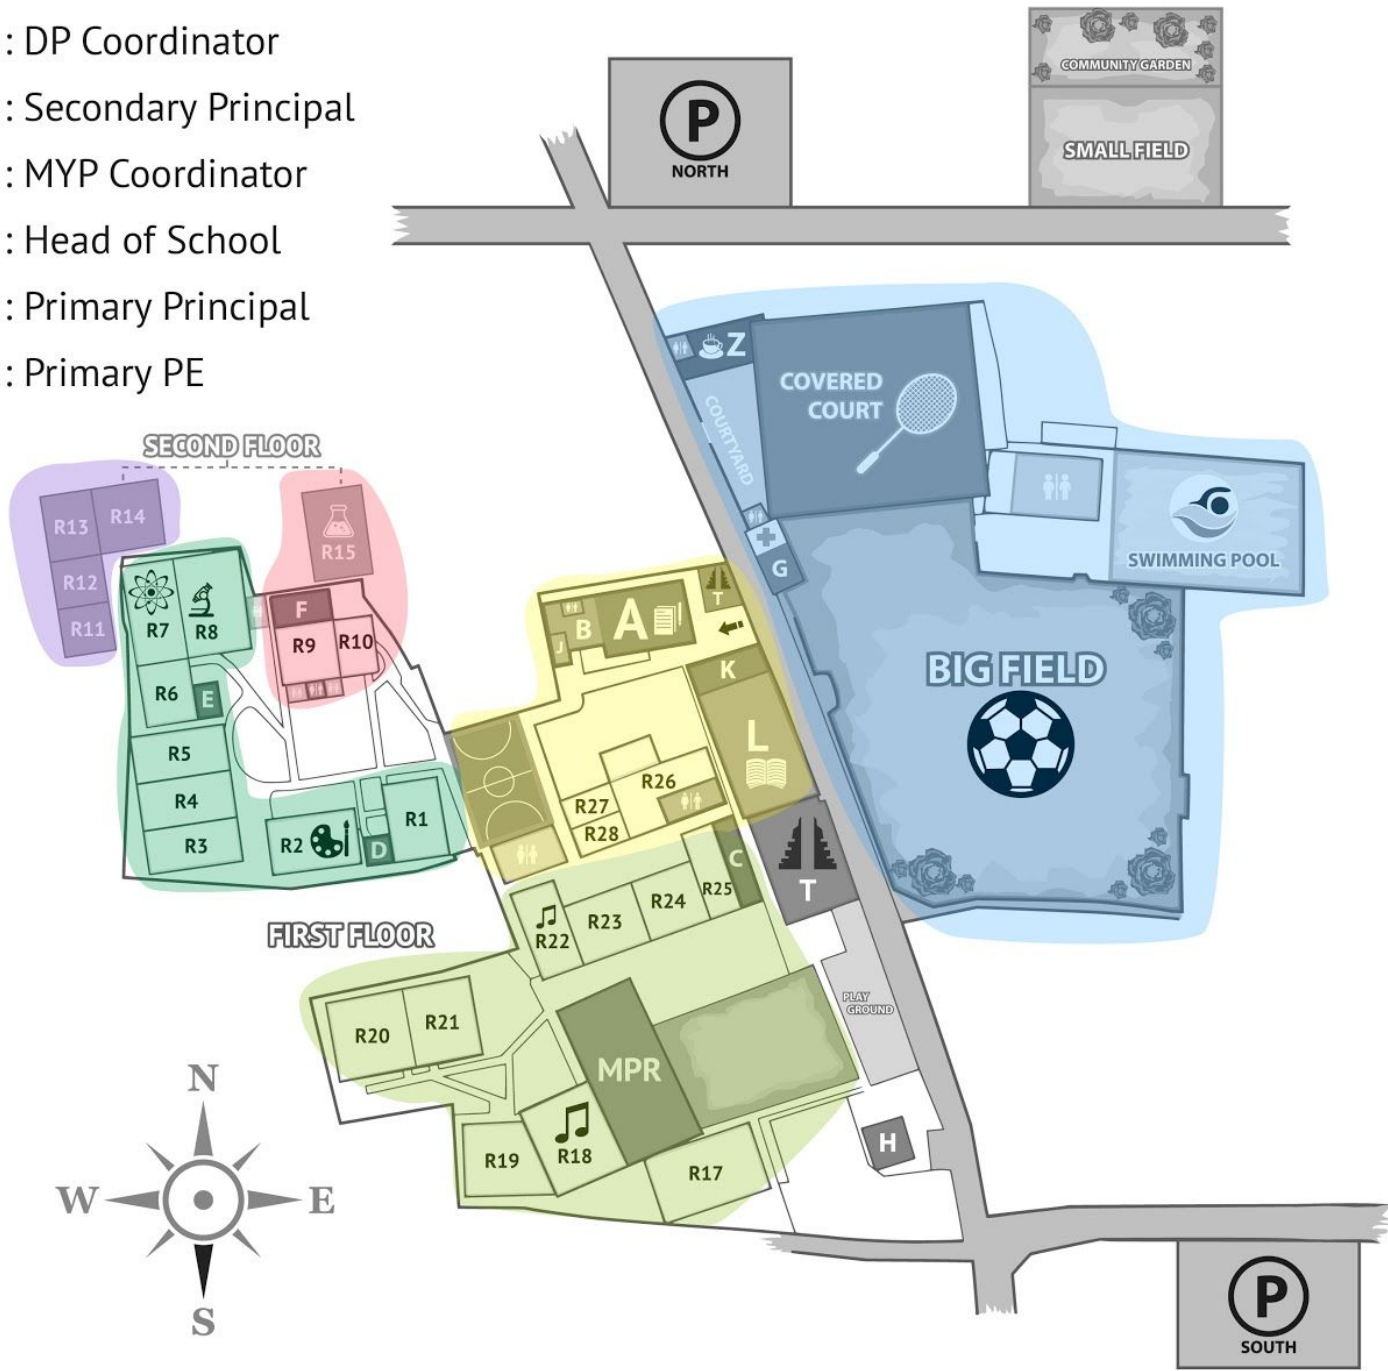 : DP Coordinator
: Secondary Principal
: MYP Coordinator
: Head of School
: Primary Principal
: Primary PE
P
NORTH
COMMUNITY GARDEN
SMALL FIELD
Z
COVERED
COURT
COURTYARD
SECOND FLOOR
R13
R14
R12
R11
R15
R7
R8
F
R9
R10
R6
E
R5
R4
R3
R2
D
R1
FIRST FLOOR
G
SWIMMING POOL
BIG FIELD
A
B
J
T
K
L
R26
R27
R28
C
T
R25
R24
R23
R22
R20
R21
MPR
PLAY
GROUND
R19
R18
R17
H
N
W
E
S
P
SOUTH